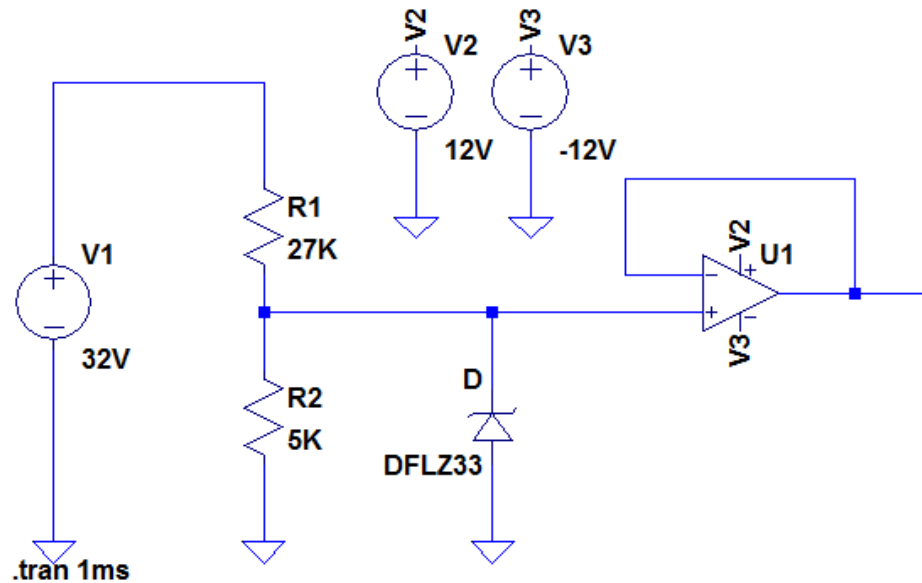 V2
V2
12V
V3
V3
-12V
R1
27K
V1
32V
R2
5K
D
DFLZ33
V2
U1
V3
.tran 1ms